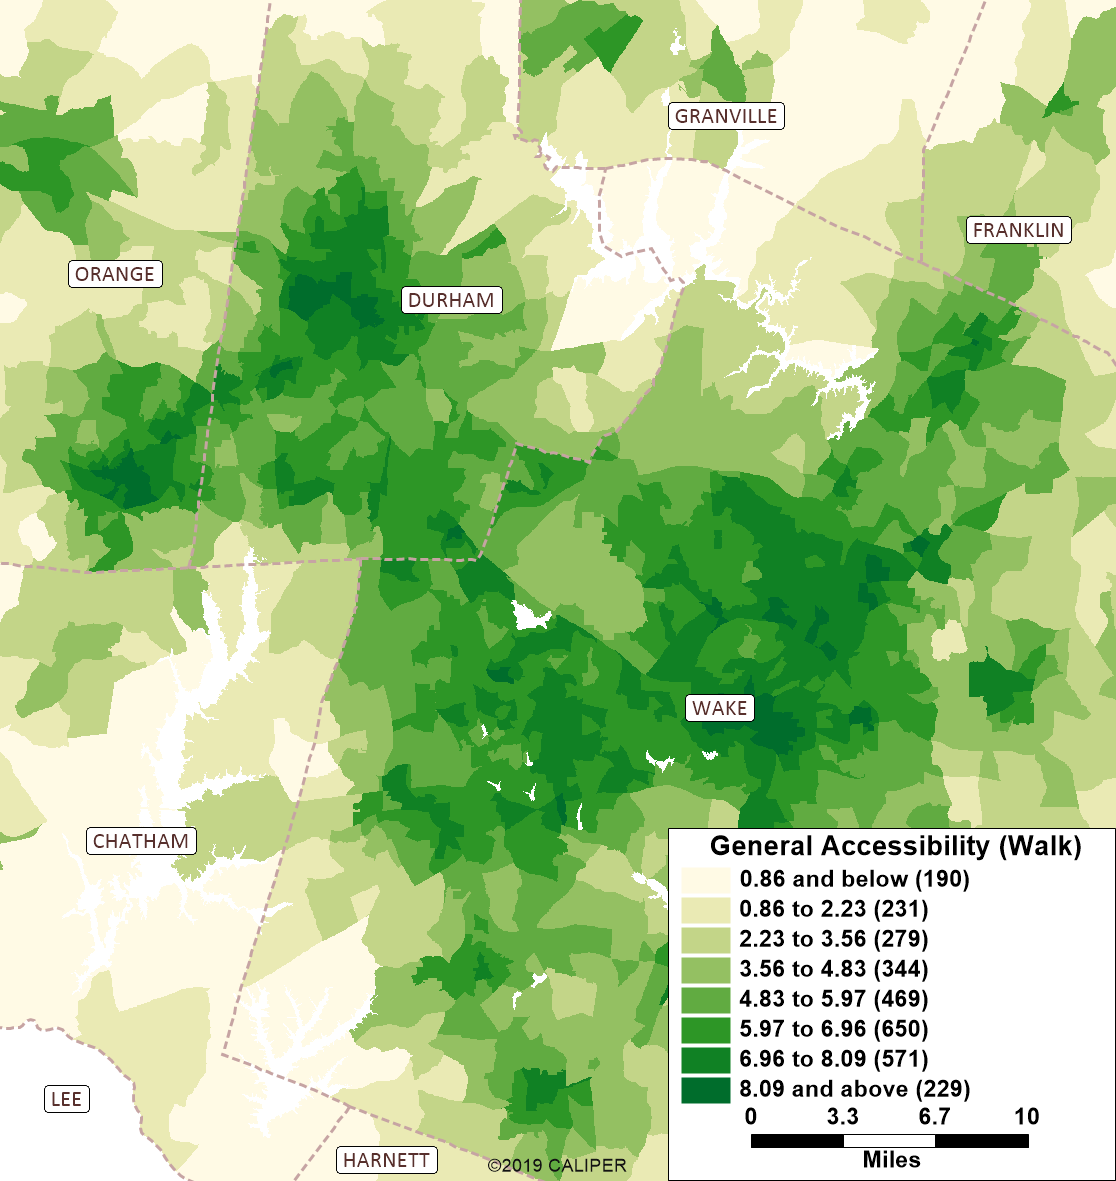 GRANVILLE
FRANKLIN
ORANGE
DURHAM
WAKE
CHATHAM
LEE
HARNETT
©2019 CALIPER
General Accessibility (Walk)
0.86 and below (190)
0.86 to 2.23 (231)
2.23 to 3.56 (279)
3.56 to 4.83 (344)
4.83 to 5.97 (469)
5.97 to 6.96 (650)
6.96 to 8.09 (571)
8.09 and above (229)
0 3.3 6.7 10
Miles